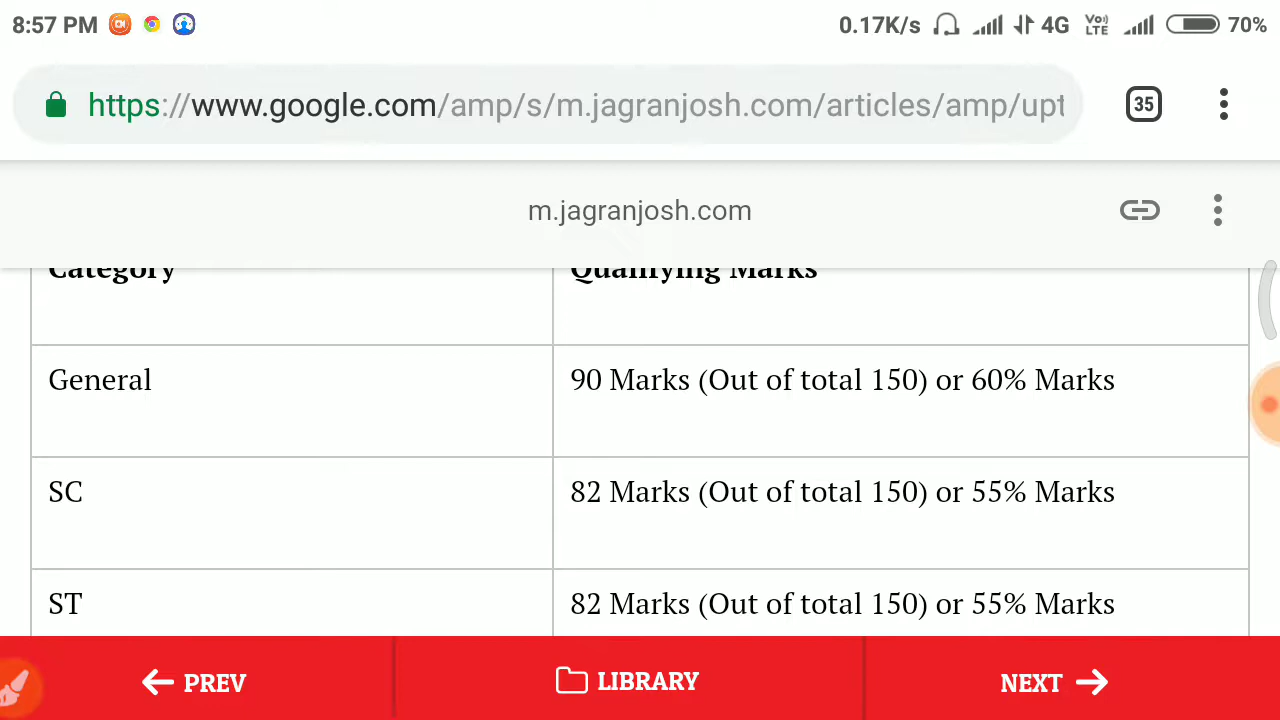 8:57 PM 0.17K/s 4G Vo) LTE 70%
https://www.google.com/amp/s/m.jagranjosh.com/articles/amp/upt 35
m.jagranjosh.com
Category Qualifying Marks
General 90 Marks (Out of total 150) or 60% Marks
SC 82 Marks (Out of total 150) or 55% Marks
ST 82 Marks (Out of total 150) or 55% Marks
PREV LIBRARY NEXT